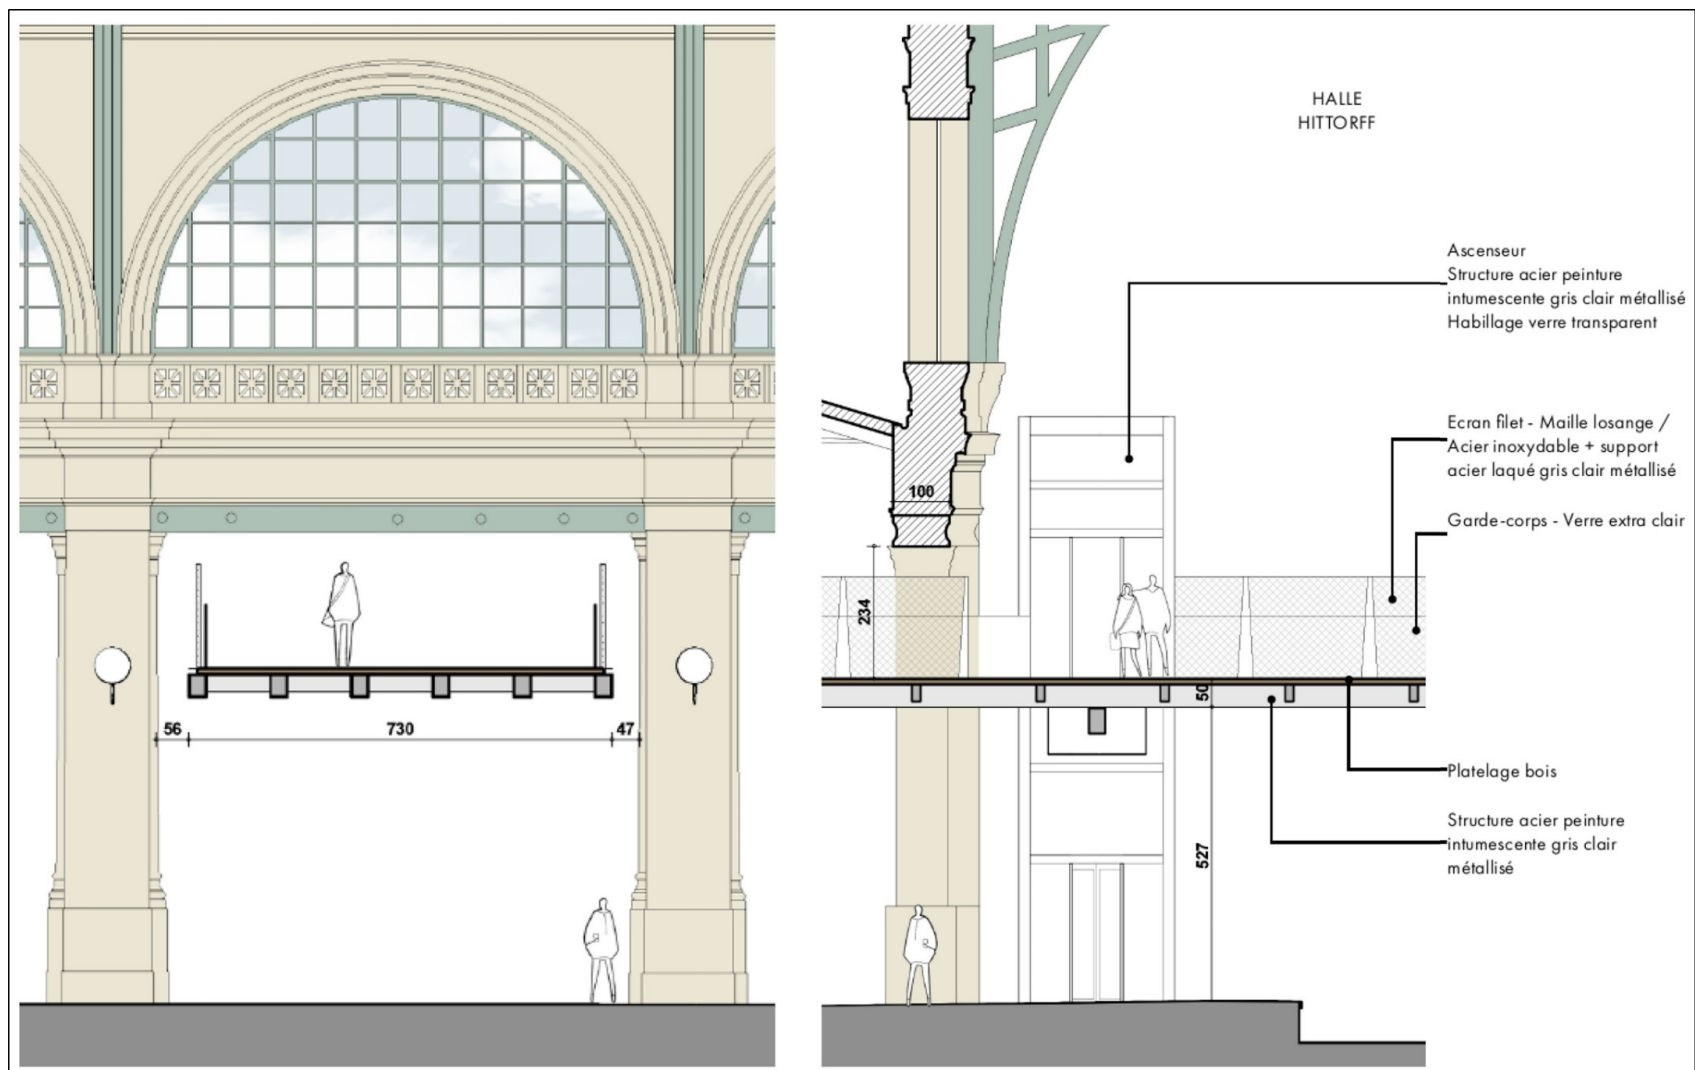 HALLE
HITTORFF
Ascenseur
Structure acier peinture
intumescente gris clair métallisé
Habillage verre transparent
Ecran filet - Maille losange /
Acier inoxydable + support
acier laqué gris clair métallisé
100
Garde-corps - Verre extra clair
234
50
56
730
47
Platelage bois
Structure acier peinture
intumescente gris clair
métallisé
527